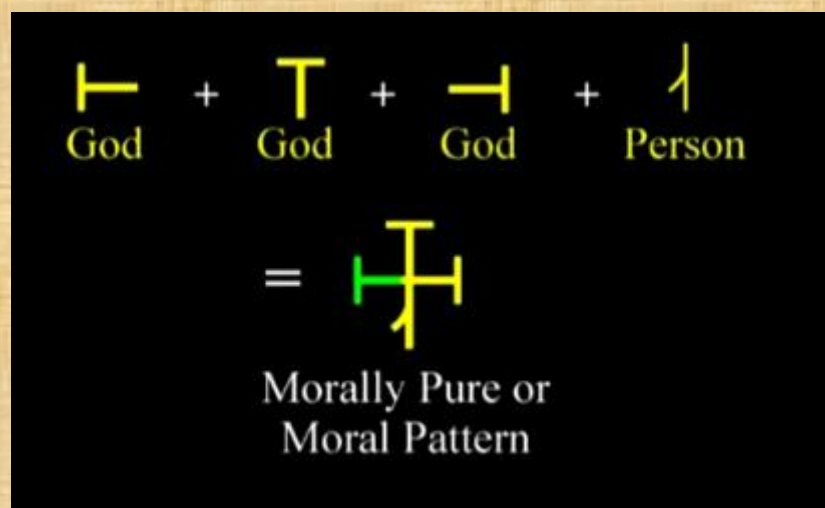 + + +
God God God Person
=
Morally Pure or
Moral Pattern